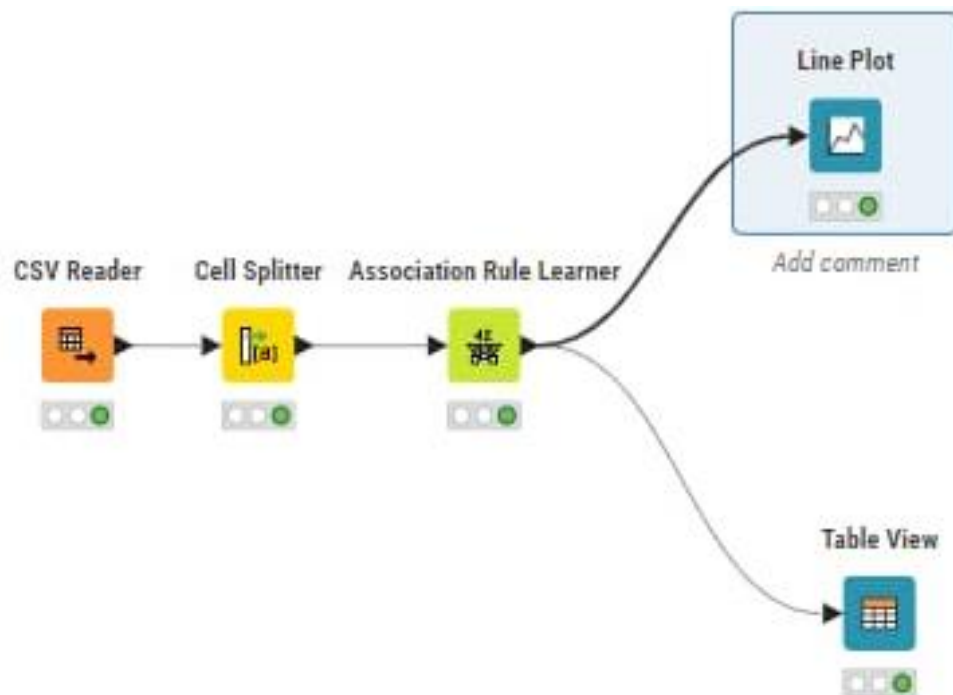 Line Plot
Add comment
CSV Reader
Cell Splitter
Association Rule Learner
Table View